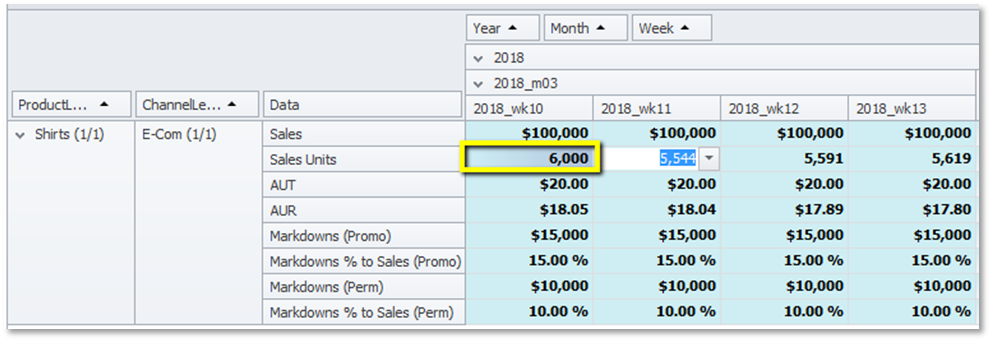 Year Month Week
2018
2018_m03
ProductL... ChannelLe... Data 2018_wk10 2018_wk11 2018_wk12 2018_wk13
Shirts (1/1) E-Com (1/1) Sales $100,000 $100,000 $100,000 $100,000
Sales Units 6,000 5,544 5,591 5,619
AUT $20.00 $20.00 $20.00 $20.00
AUR $18.05 $18.04 $17.89 $17.80
Markdowns (Promo) $15,000 $15,000 $15,000 $15,000
Markdowns % to Sales (Promo) 15.00 % 15.00 % 15.00 % 15.00 %
Markdowns (Perm) $10,000 $10,000 $10,000 $10,000
Markdowns % to Sales (Perm) 10.00 % 10.00 % 10.00 % 10.00 %